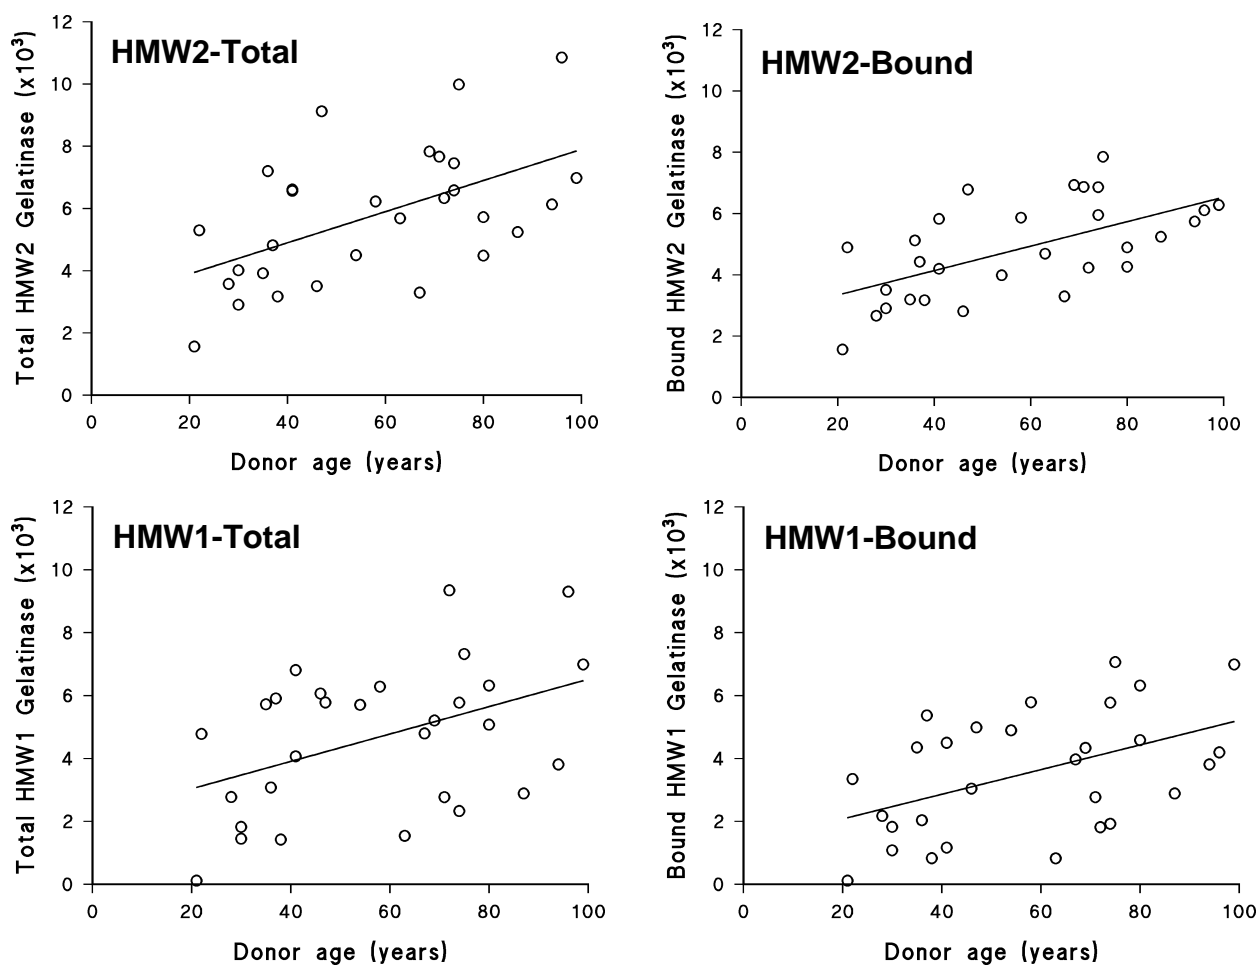 HMW2-Total
Total HMW2 Gelatinase (x10³)
12
10
8
6
4
2
0
0 20 40 60 80 100
Donor age (years)
HMW2-Bound
Bound HMW2 Gelatinase (x10³)
12
10
8
6
4
2
0
0 20 40 60 80 100
Donor age (years)
HMW1-Total
Total HMW1 Gelatinase (x10³)
12
10
8
6
4
2
0
0 20 40 60 80 100
Donor age (years)
HMW1-Bound
Bound HMW1 Gelatinase (x10³)
12
10
8
6
4
2
0
0 20 40 60 80 100
Donor age (years)